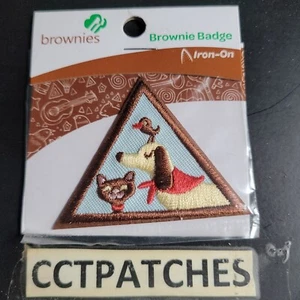 brownies
Brownie Badge
Iron-On
CCTPATCHES